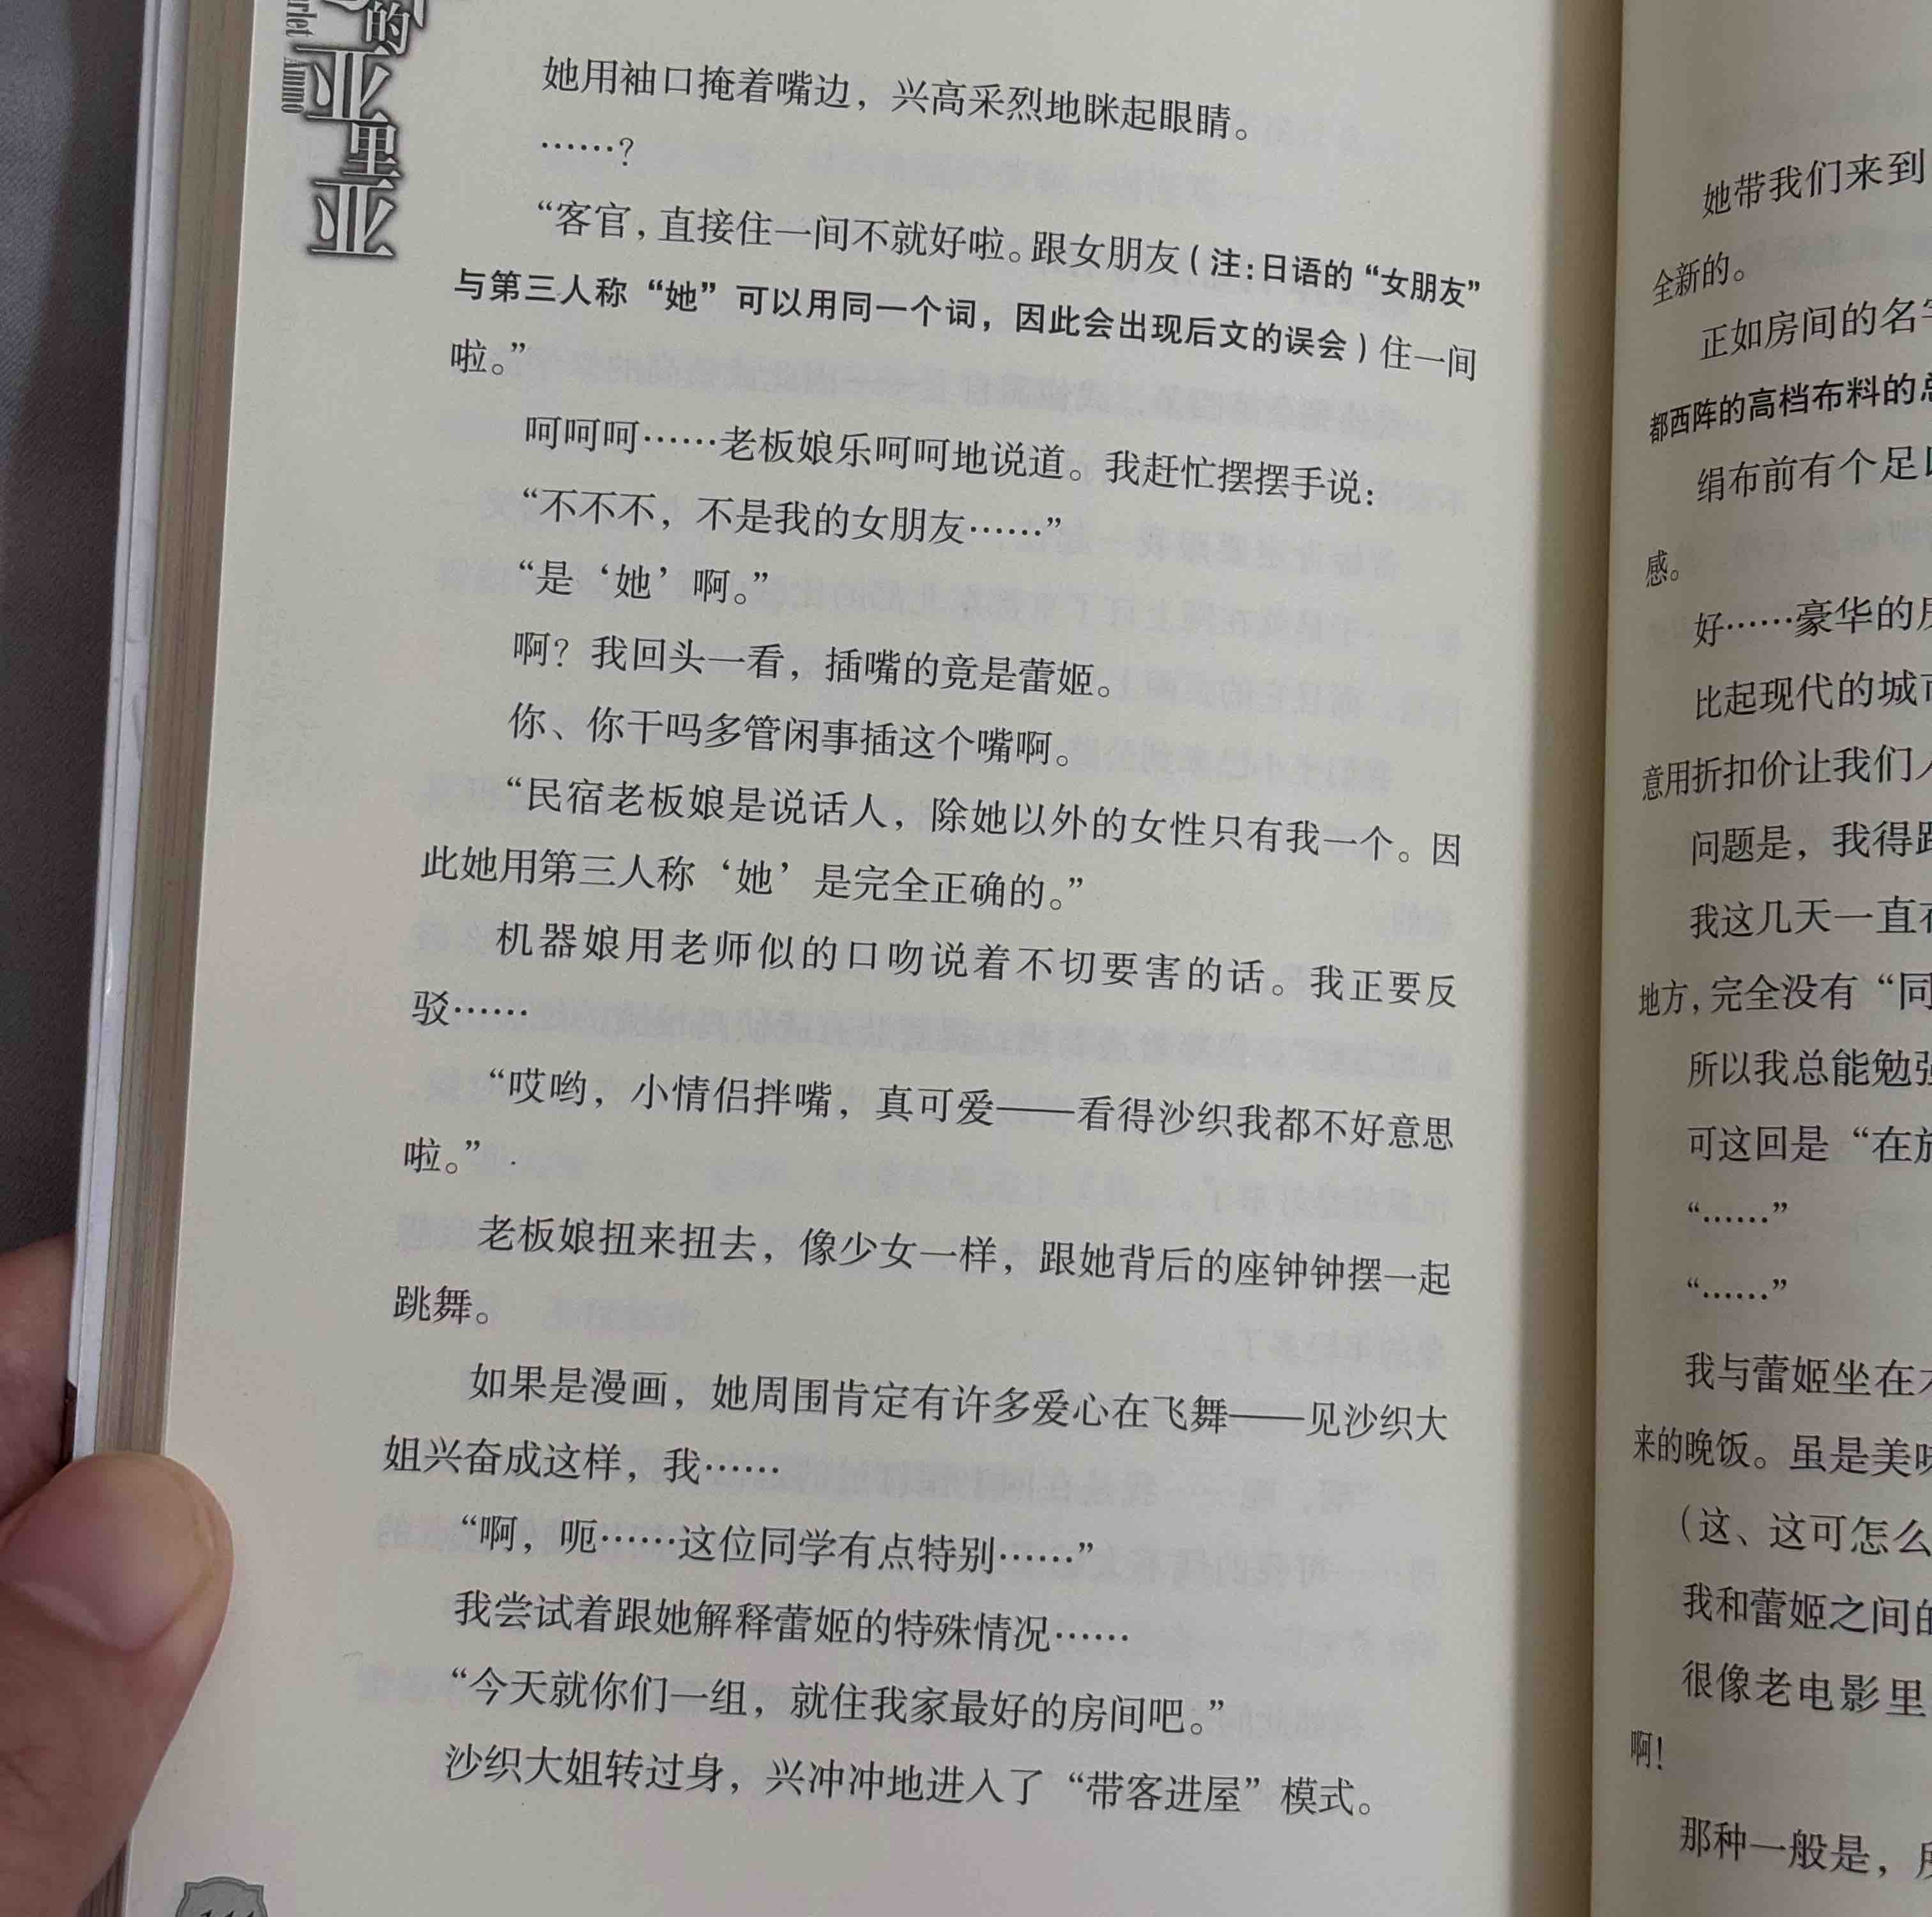 的
亚
里
亚
她用袖口掩着嘴边，兴高采烈地眯起眼睛。
……？
“客官，直接住一间不就好啦。跟女朋友（注：日语的“女朋友”
与第三人称“她”可以用同一个词，因此会出现后文的误会）住一间
啦。”
呵呵呵……老板娘乐呵呵地说道。我赶忙摆摆手说：
“不不不，不是我的女朋友……”
“是‘她’啊。”
啊？我回头一看，插嘴的竟是蕾姬。
你、你干吗多管闲事插这个嘴啊。
“民宿老板娘是说话人，除她以外的女性只有我一个。因
此她用第三人称‘她’是完全正确的。”
机器娘用老师似的口吻说着不切要害的话。我正要反
驳……
“哎哟，小情侣拌嘴，真可爱——看得沙织我都不好意思
啦。”
老板娘扭来扭去，像少女一样，跟她背后的座钟钟摆一起
跳舞。
如果是漫画，她周围肯定有许多爱心在飞舞——见沙织大
姐兴奋成这样，我……
“啊，呃……这位同学有点特别……”
我尝试着跟她解释蕾姬的特殊情况……
“今天就你们一组，就住我家最好的房间吧。”
沙织大姐转过身，兴冲冲地进入了“带客进屋”模式。
她带我们来到
全新的。
正如房间的名
都西阵的高档布料的
绢布前有个足
感。
好……豪华的
比起现代的城
意用折扣价让我们
问题是，我得
我这几天一直
地方，完全没有“同
所以我总能勉强
可这回是“在
“……”
“……”
我与蕾姬坐在
来的晚饭。虽是美味
（这、这可怎么
我和蕾姬之间的
很像老电影里
啊！
那种一般是，